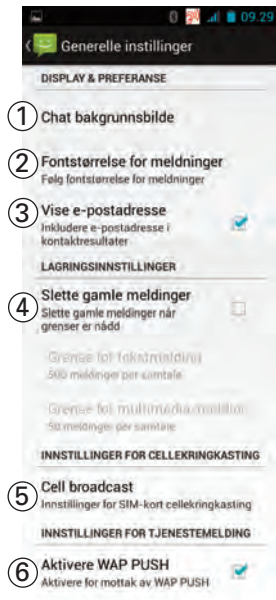 09.29
Generelle instillinger
DISPLAY & PREFERANSE
1 Chat bakgrunnsbilde
2 Fontstørrelse for meldninger
Følg fontstørrelse for meldninger
3 Vise e-postadresse
Inkludere e-postadresse i
kontaktresultater
LAGRINGSINNSTILLINGER
4 Slette gamle meldinger
Slette gamle meldinger når
grenser er nådd
Grense for tekstmelding
500 meldinger per samtale
Grense for multimedia
50 meldinger per samtale
INNSTILLINGER FOR CELLEKRINGKASTING
5 Cell broadcast
Innstillinger for SIM-kort cellekringkasting
INNSTILLINGER FOR TJENESTEMELDING
6 Aktivere WAP PUSH
Aktivere for mottak av WAP PUSH